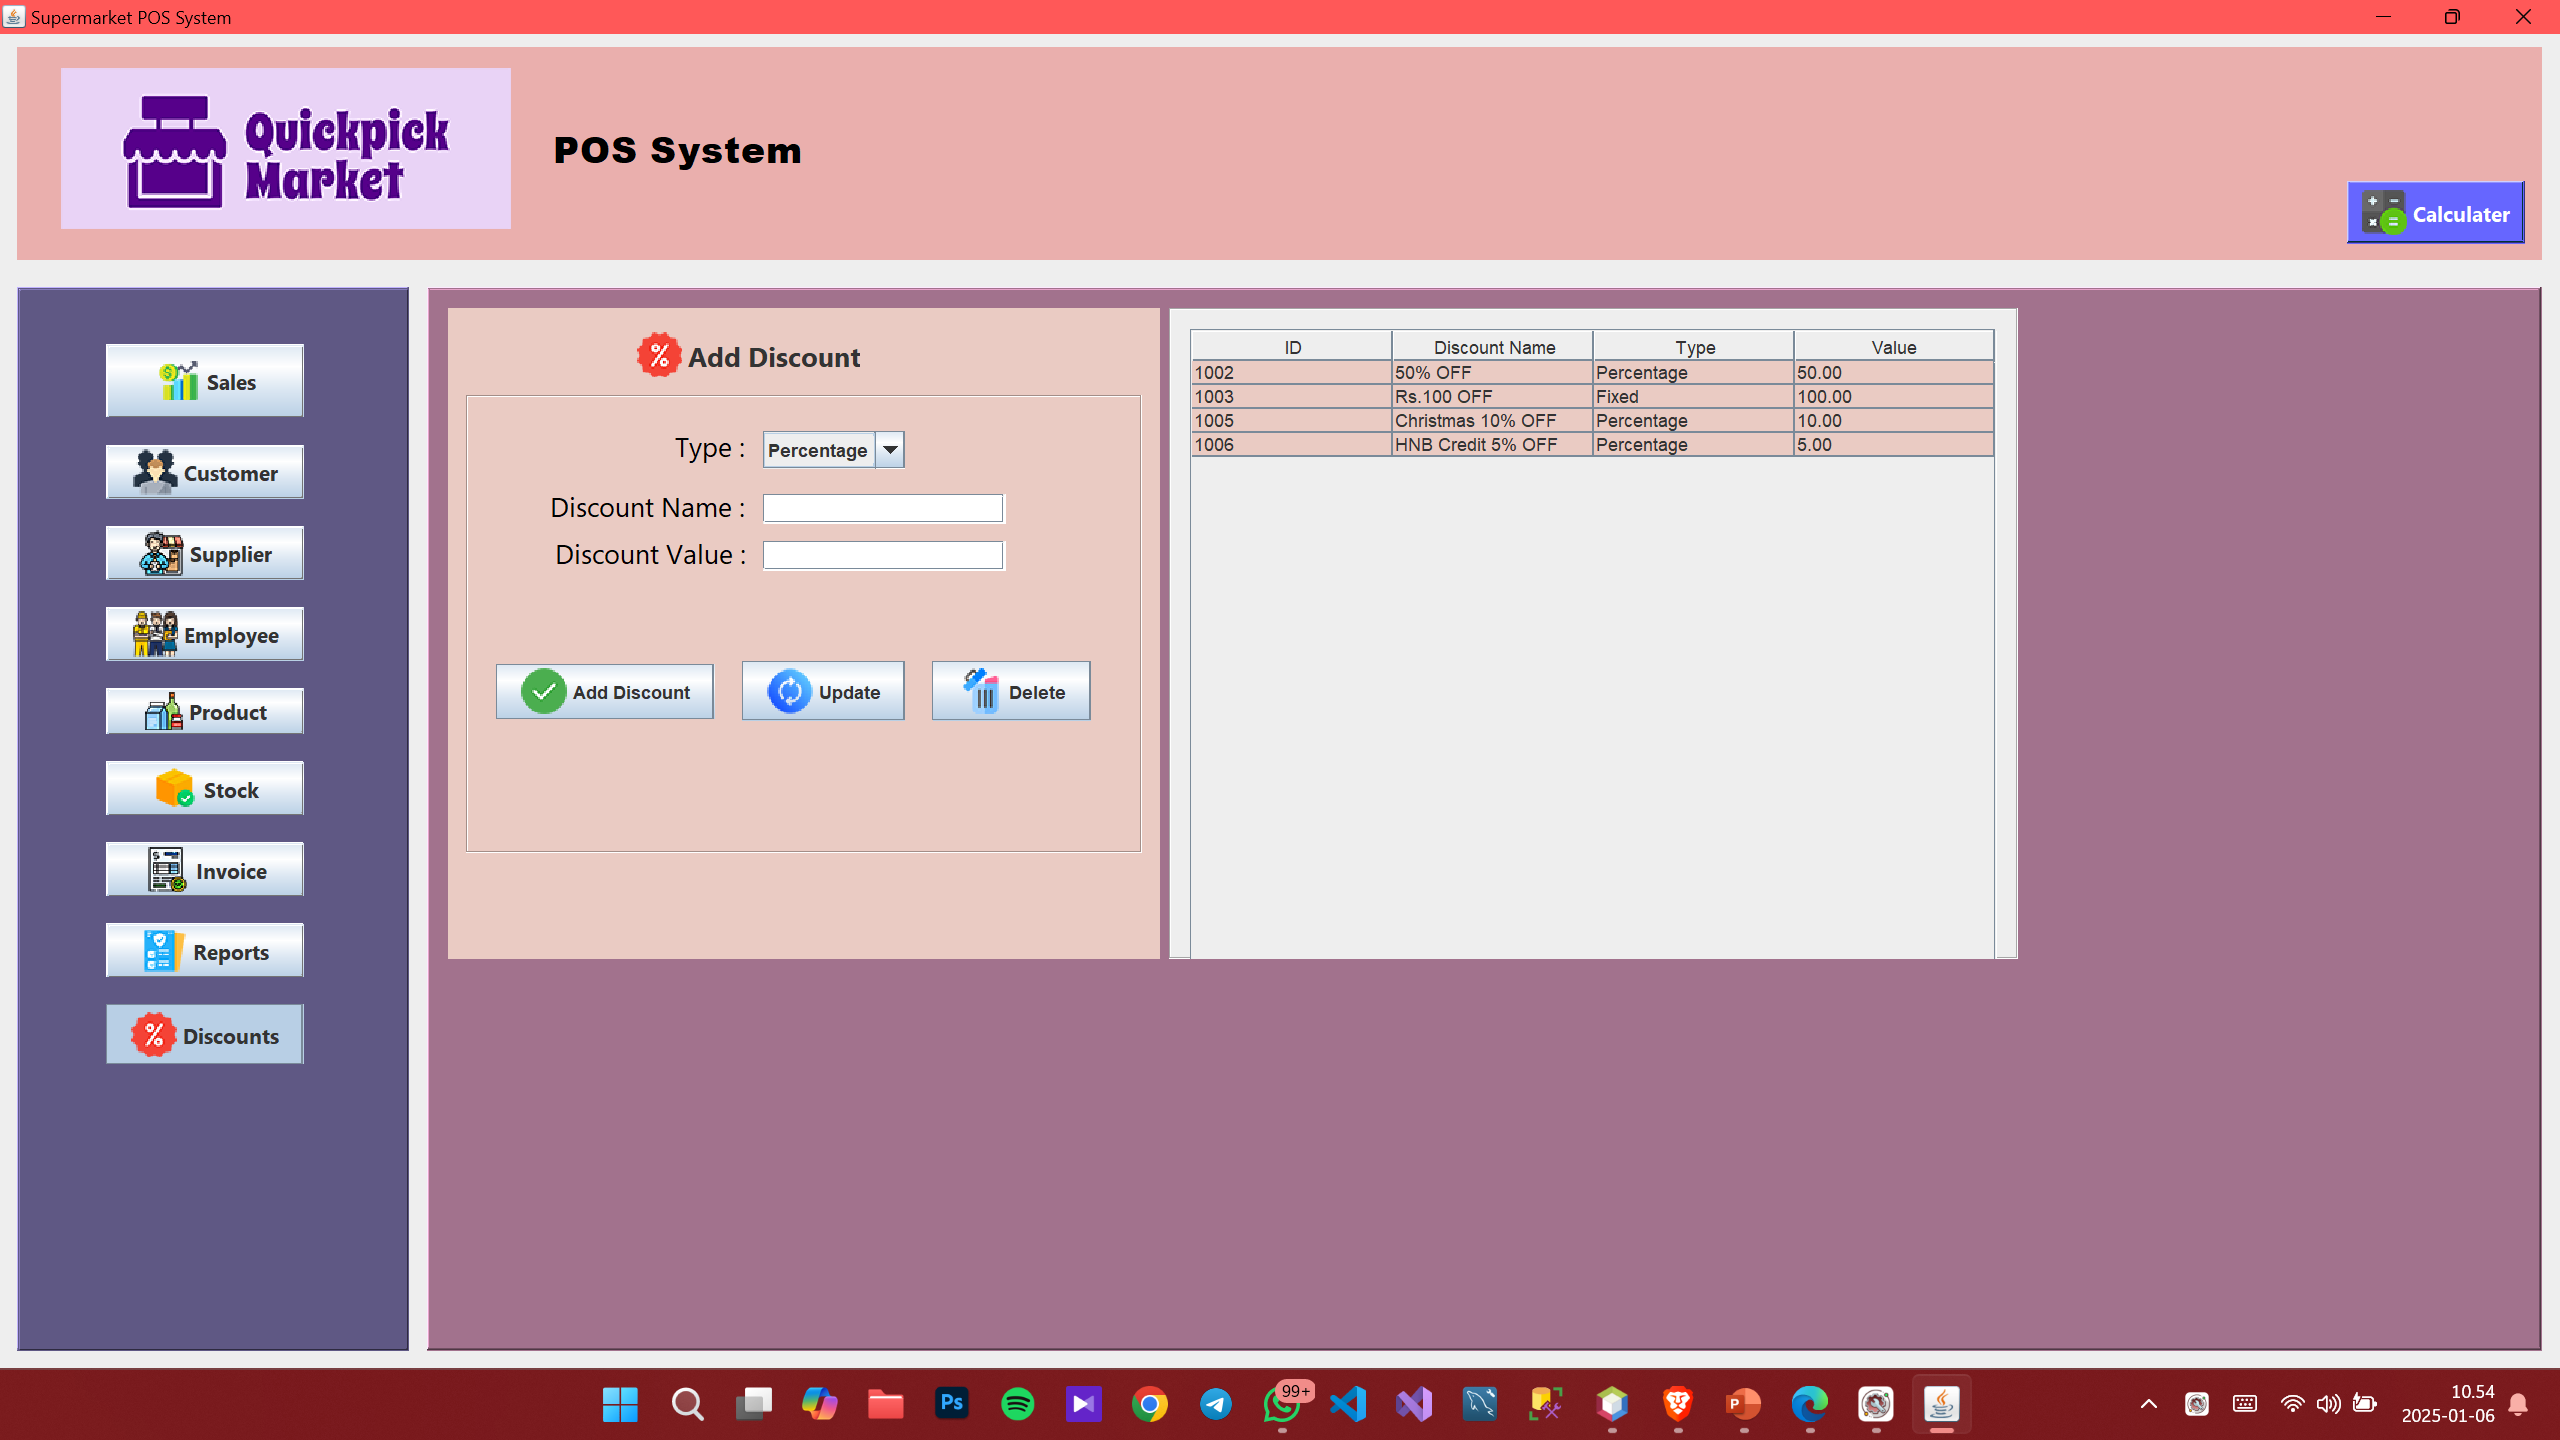 Supermarket POS System
Quickpick
Market
POS System
Calculater
Sales
Customer
Supplier
Employee
Product
Stock
Invoice
Reports
Discounts
Add Discount
Type :
Percentage
Discount Name :
Discount Value :
Add Discount
Update
Delete
ID Discount Name Type Value
1002 50% OFF Percentage 50.00
1003 Rs.100 OFF Fixed 100.00
1005 Christmas 10% OFF Percentage 10.00
1006 HNB Credit 5% OFF Percentage 5.00
Ps
99+
P
10.54
2025-01-06